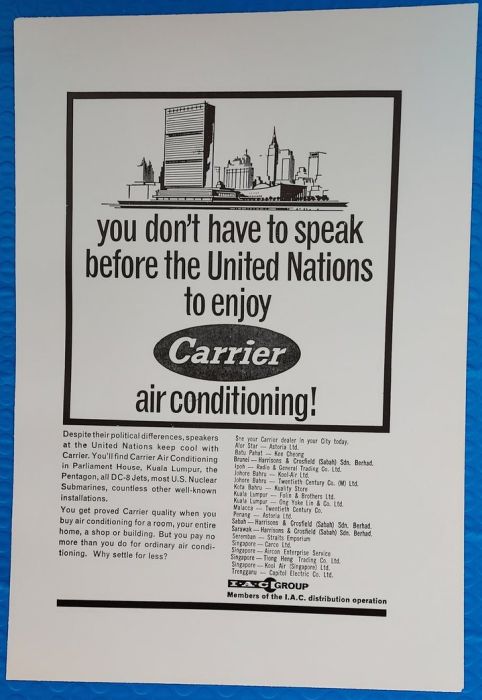 you don't have to speak
before the United Nations
to enjoy
Carrier
air conditioning!
Despite their political differences, speakers
at the United Nations keep cool with
Carrier. You'll find Carrier Air Conditioning
in Parliament House, Kuala Lumpur, the
Pentagon, all DC-8 Jets, most U.S. Nuclear
Submarines, countless other well-known
installations.
You get proved Carrier quality when you
buy air conditioning for a room, your entire
home, a shop or building. But you pay no
more than you do for ordinary air condi-
tioning. Why settle for less?
See your Carrier dealer in your City today.
Alor Star — Astoria Ltd.
Batu Pahat — Kee Cheong
Brunei — Harrisons & Crosfield (Sabah) Sdn. Berhad.
Ipoh — Radio & General Trading Co. Ltd.
Johore Bahru — Kool-Air Ltd.
Johore Bahru — Twentieth Century Co. (M) Ltd.
Kota Bahru — Kuality Store
Kuala Lumpur — Folin & Brothers Ltd.
Kuala Lumpur — Ong Yoke Lin & Co. Ltd.
Malacca — Twentieth Century Co.
Penang — Astoria Ltd.
Sabah — Harrisons & Crosfield (Sabah) Sdn. Berhad.
Sarawak — Harrisons & Crosfield (Sabah) Sdn. Berhad.
Seremban — Straits Emporium
Singapore — Carco Ltd.
Singapore — Aircon Enterprise Service
Singapore — Tiong Heng Trading Co. Ltd.
Singapore — Kool Air (Singapore) Ltd.
Trengganu — Capitol Electric Co. Ltd.
I·A·C GROUP
Members of the I.A.C. distribution operation